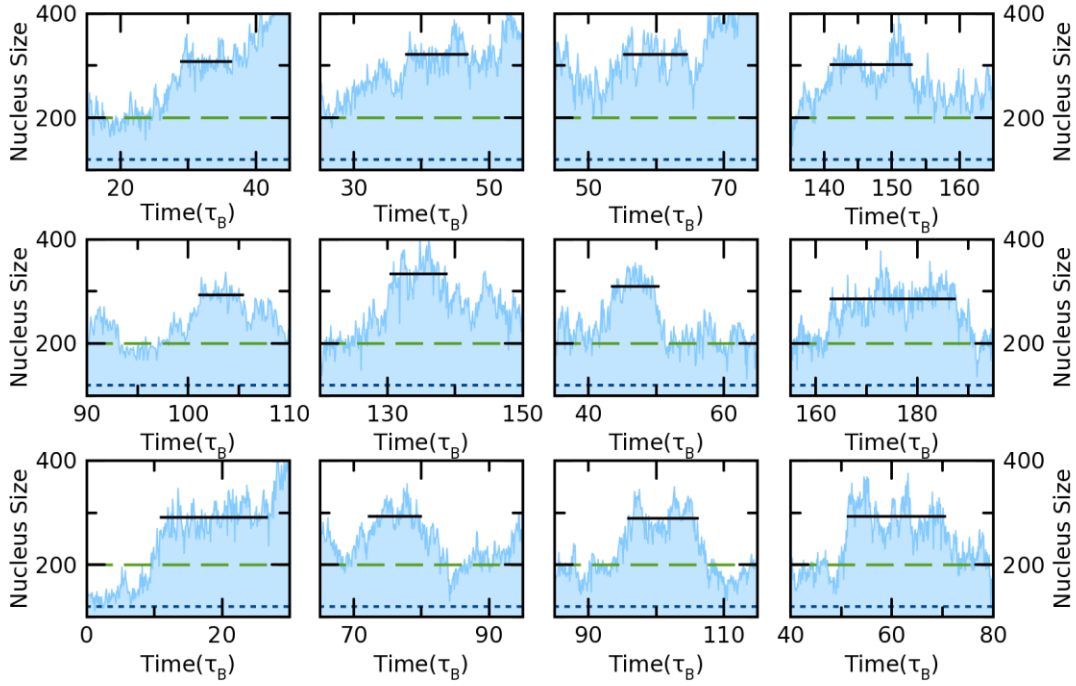 400 400
Nucleus Size 200 200 Nucleus Size
20 40 30 50 50 70 140 150 160
Time(τB) Time(τB) Time(τB) Time(τB)
400 400
Nucleus Size 200 200 Nucleus Size
90 100 110 130 150 40 60 160 180
Time(τB) Time(τB) Time(τB) Time(τB)
400 400
Nucleus Size 200 200 Nucleus Size
0 20 70 90 90 110 40 60 80
Time(τB) Time(τB) Time(τB) Time(τB)